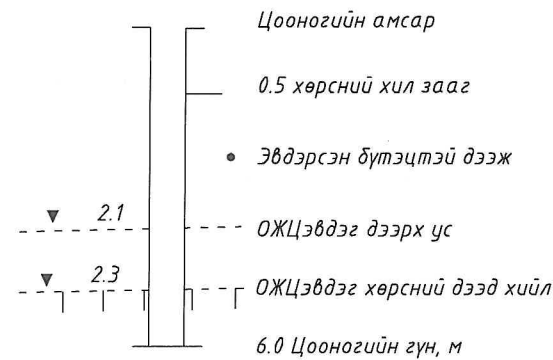 Цооногийн амсар
0.5 хөрсний хил зааг
Эвдэрсэн бүтэцтэй дээж
2.1
ОЖЦэвдэг дээрх ус
2.3
ОЖЦэвдэг хөрсний дээд хийл
6.0 Цооногийн гүн, м